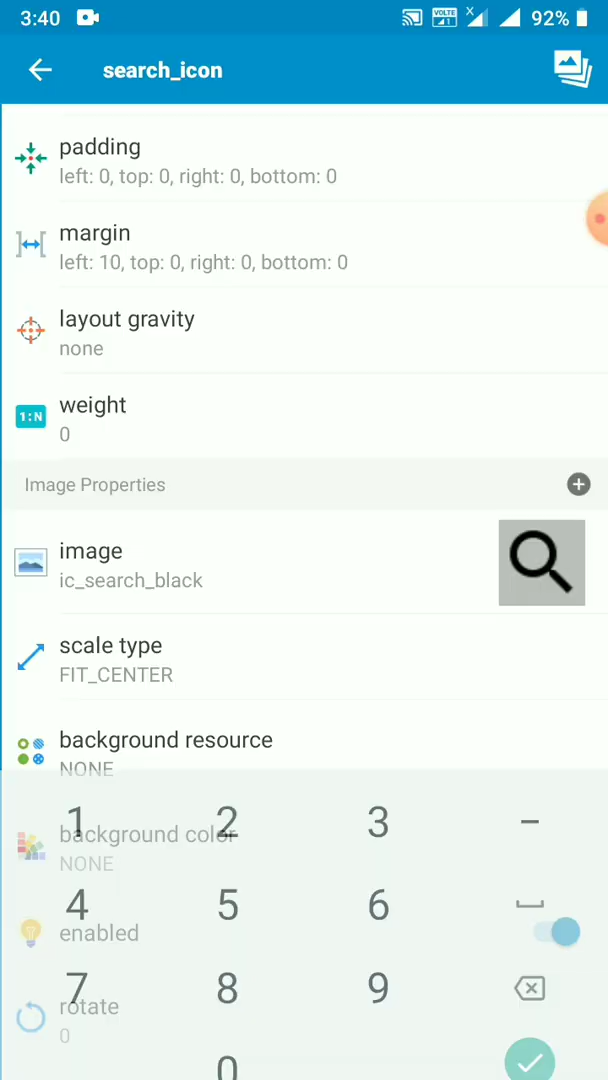 3:40
VOLTE
X
92%
search_icon
padding
left: 0, top: 0, right: 0, bottom: 0
margin
left: 10, top: 0, right: 0, bottom: 0
layout gravity
none
1:N
weight
0
Image Properties
image
ic_search_black
scale type
FIT_CENTER
background resource
NONE
1 2 3 –
background color
NONE
4 5 6
enabled
7 8 9
rotate
0
0